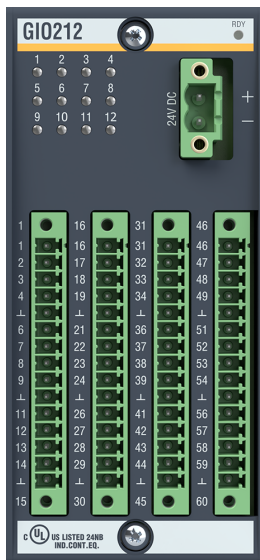 GIO212
RDY
1 2 3 4
5 6 7 8
9 10 11 12
24V DC
+
−
1 16 31 46
1 16 31 46
2 17 32 47
3 18 33 48
4 19 34 49
⊥ ⊥ ⊥ ⊥
6 21 36 51
7 22 37 52
8 23 38 53
9 24 39 54
⊥ ⊥ ⊥ ⊥
11 26 41 56
12 27 42 57
13 28 43 58
14 29 44 59
⊥ ⊥ ⊥ ⊥
15 30 45 60
C UL US LISTED 24NB
IND.CONT.EQ.